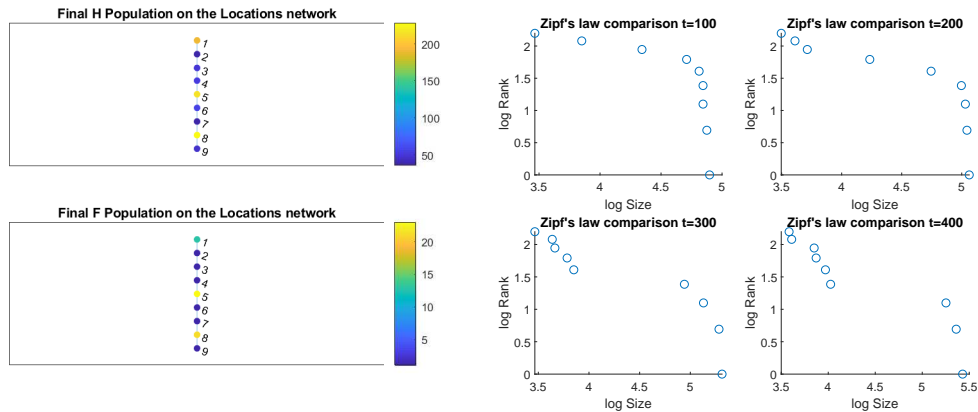 Final H Population on the Locations network
1
2
3
4
5
6
7
8
9
200
150
100
50
Final F Population on the Locations network
1
2
3
4
5
6
7
8
9
20
15
10
5
Zipf's law comparison t=100
log Rank
2
1.5
1
0.5
0
3.5 4 4.5 5
log Size
Zipf's law comparison t=200
log Rank
2
1.5
1
0.5
0
3.5 4 4.5 5
log Size
Zipf's law comparison t=300
log Rank
2
1.5
1
0.5
0
3.5 4 4.5 5
log Size
Zipf's law comparison t=400
log Rank
2
1.5
1
0.5
0
3.5 4 4.5 5 5.5
log Size